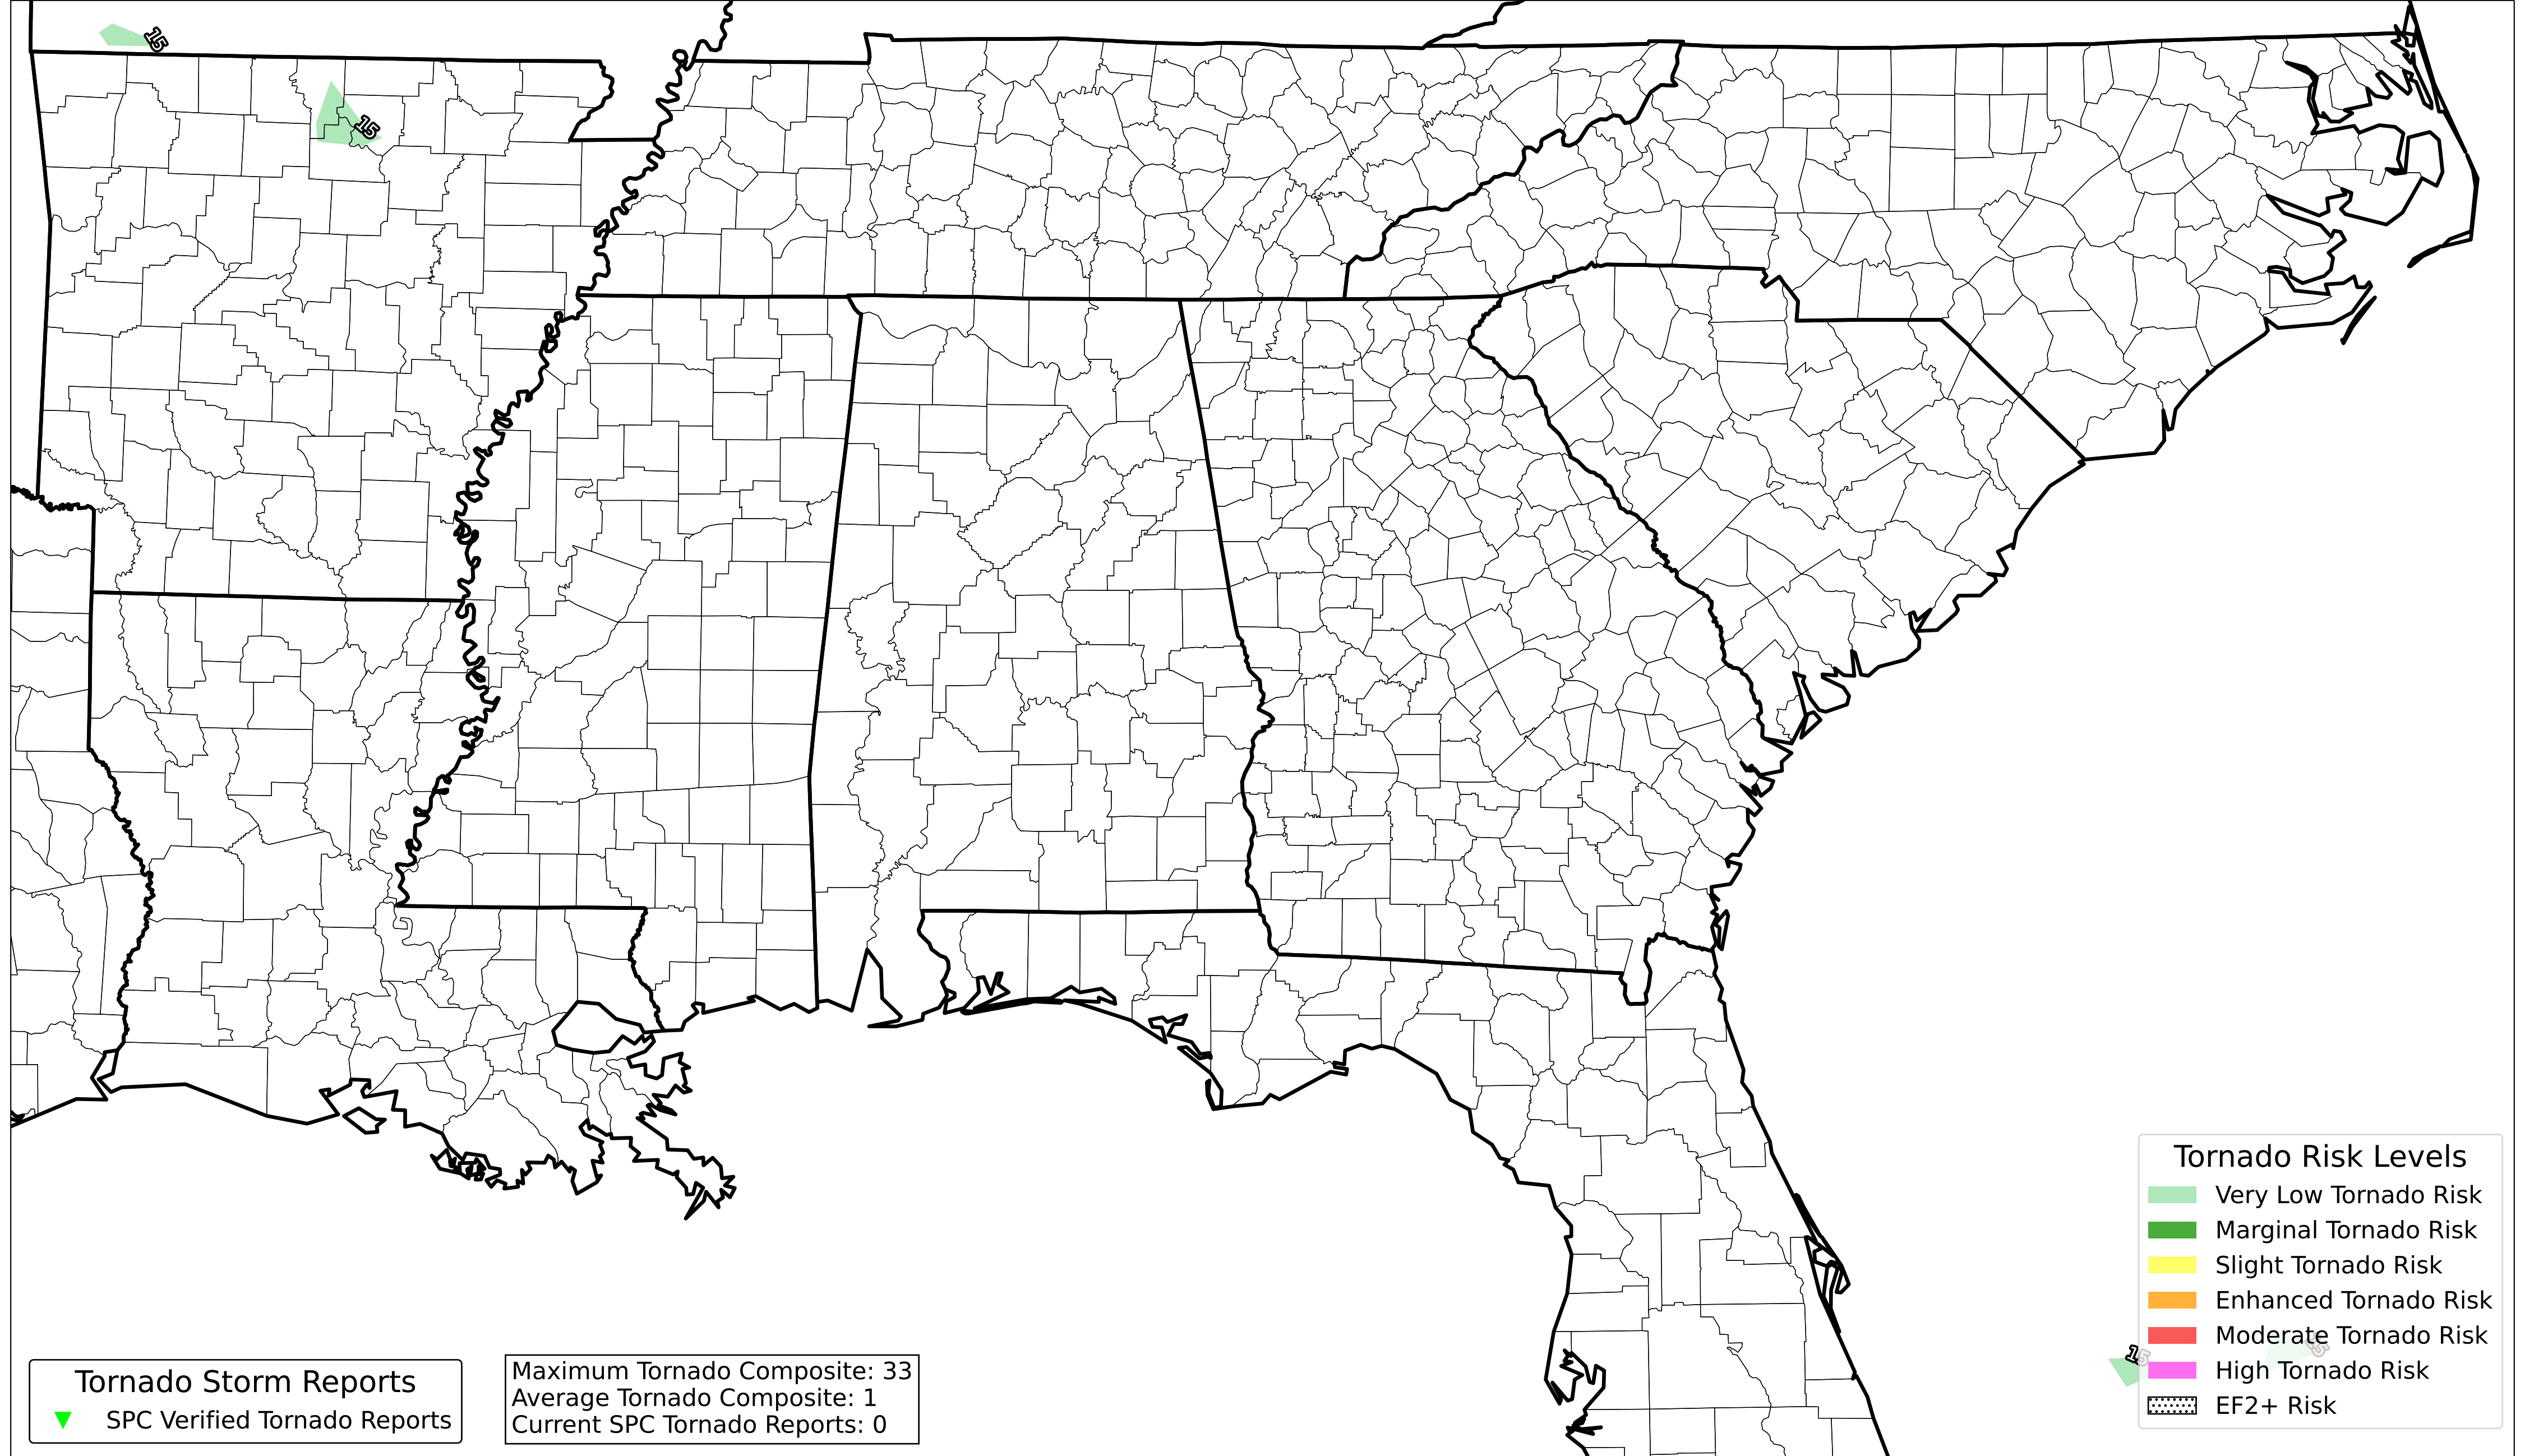 15
15
Tornado Risk Levels
Very Low Tornado Risk
Marginal Tornado Risk
Slight Tornado Risk
Enhanced Tornado Risk
Moderate Tornado Risk
High Tornado Risk
EF2+ Risk
15
15
Tornado Storm Reports
SPC Verified Tornado Reports
Maximum Tornado Composite: 33
Average Tornado Composite: 1
Current SPC Tornado Reports: 0